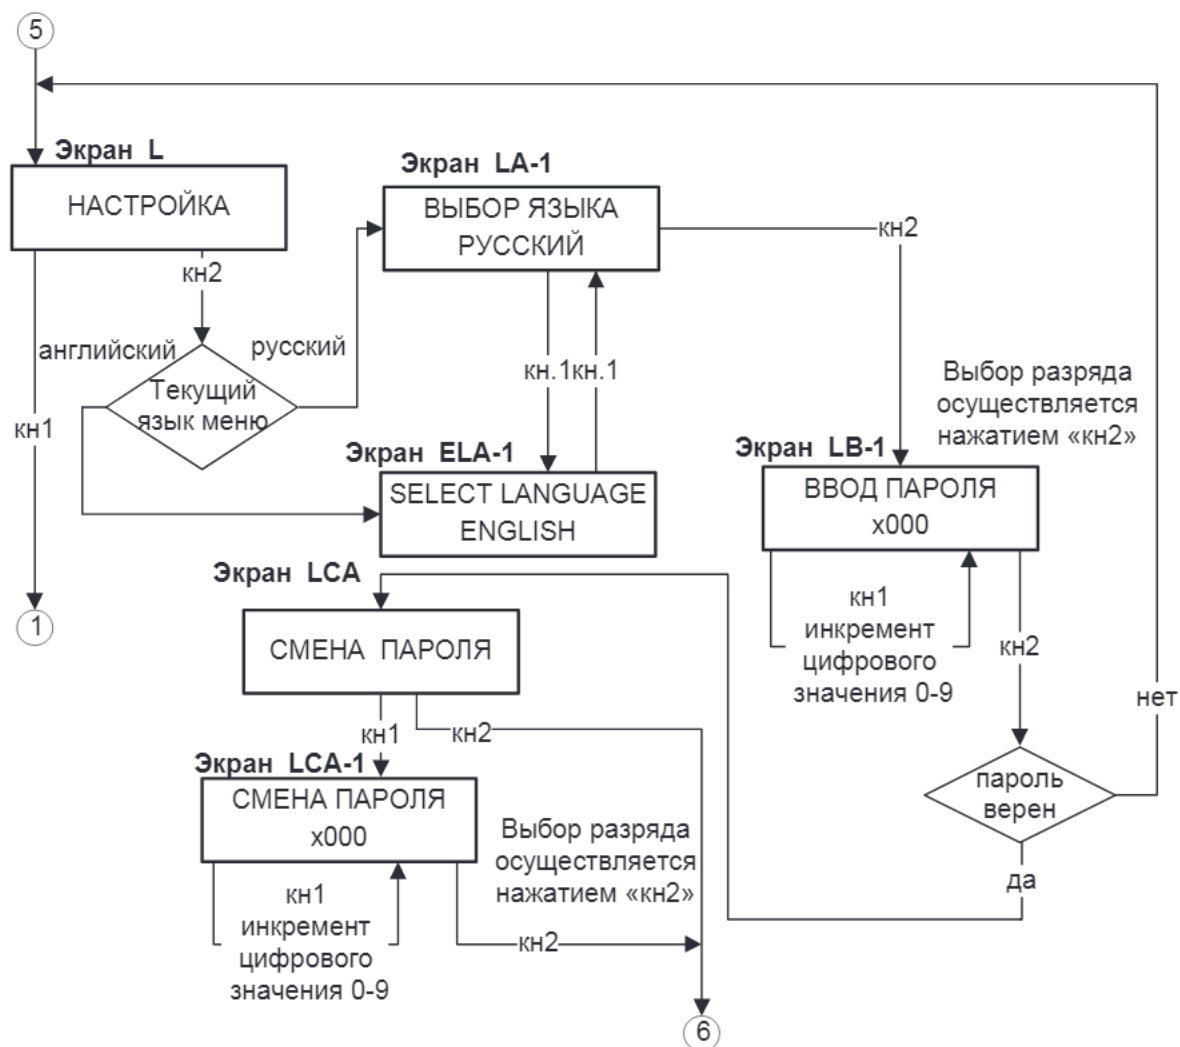 5
Экран L
НАСТРОЙКА
Экран LA-1
ВЫБОР ЯЗЫКА
РУССКИЙ
кн2
кн2
английский
русский
Текущий
язык меню
кн1
кн.1
кн.1
Выбор разряда
осуществляется
нажатием «кн2»
Экран ELA-1
SELECT LANGUAGE
ENGLISH
Экран LB-1
ВВОД ПАРОЛЯ
x000
Экран LCA
1
СМЕНА ПАРОЛЯ
кн1
инкремент
цифрового
значения 0-9
кн2
нет
кн1
кн2
Экран LCA-1
СМЕНА ПАРОЛЯ
x000
пароль
верен
Выбор разряда
осуществляется
нажатием «кн2»
да
кн1
инкремент
цифрового
значения 0-9
кн2
6